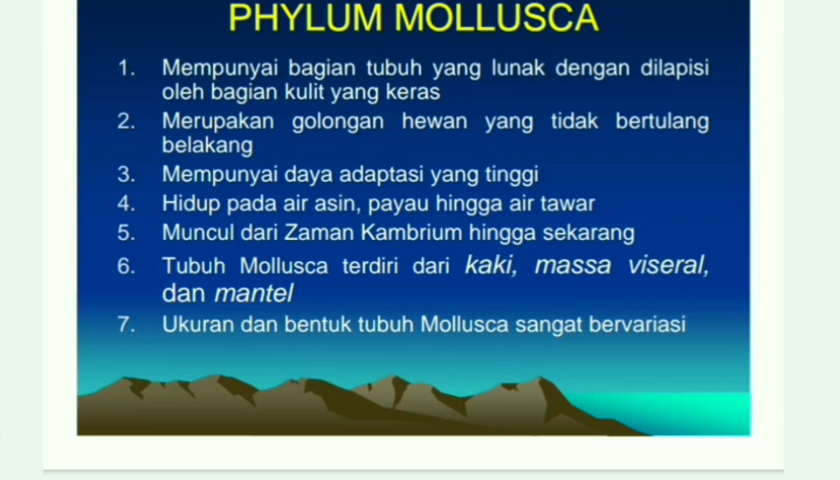 PHYLUM MOLLUSCA
1. Mempunyai bagian tubuh yang lunak dengan dilapisi
oleh bagian kulit yang keras
2. Merupakan golongan hewan yang tidak bertulang
belakang
3. Mempunyai daya adaptasi yang tinggi
4. Hidup pada air asin, payau hingga air tawar
5. Muncul dari Zaman Kambrium hingga sekarang
6. Tubuh Mollusca terdiri dari kaki, massa viseral,
dan mantel
7. Ukuran dan bentuk tubuh Mollusca sangat bervariasi